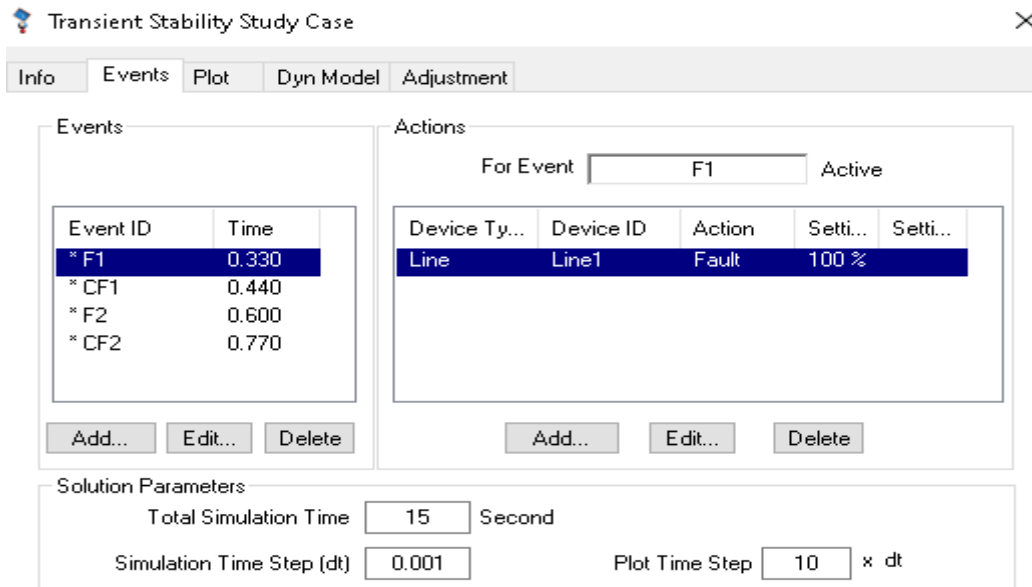 Transient Stability Study Case
Info Events Plot Dyn Model Adjustment
Events
Event ID Time
* F1 0.330
* CF1 0.440
* F2 0.600
* CF2 0.770
Add... Edit... Delete
Actions
For Event F1 Active
Device Ty... Device ID Action Setti... Setti...
Line Line1 Fault 100 %
Add... Edit... Delete
Solution Parameters
Total Simulation Time 15 Second
Simulation Time Step (dt) 0.001 Plot Time Step 10 x dt